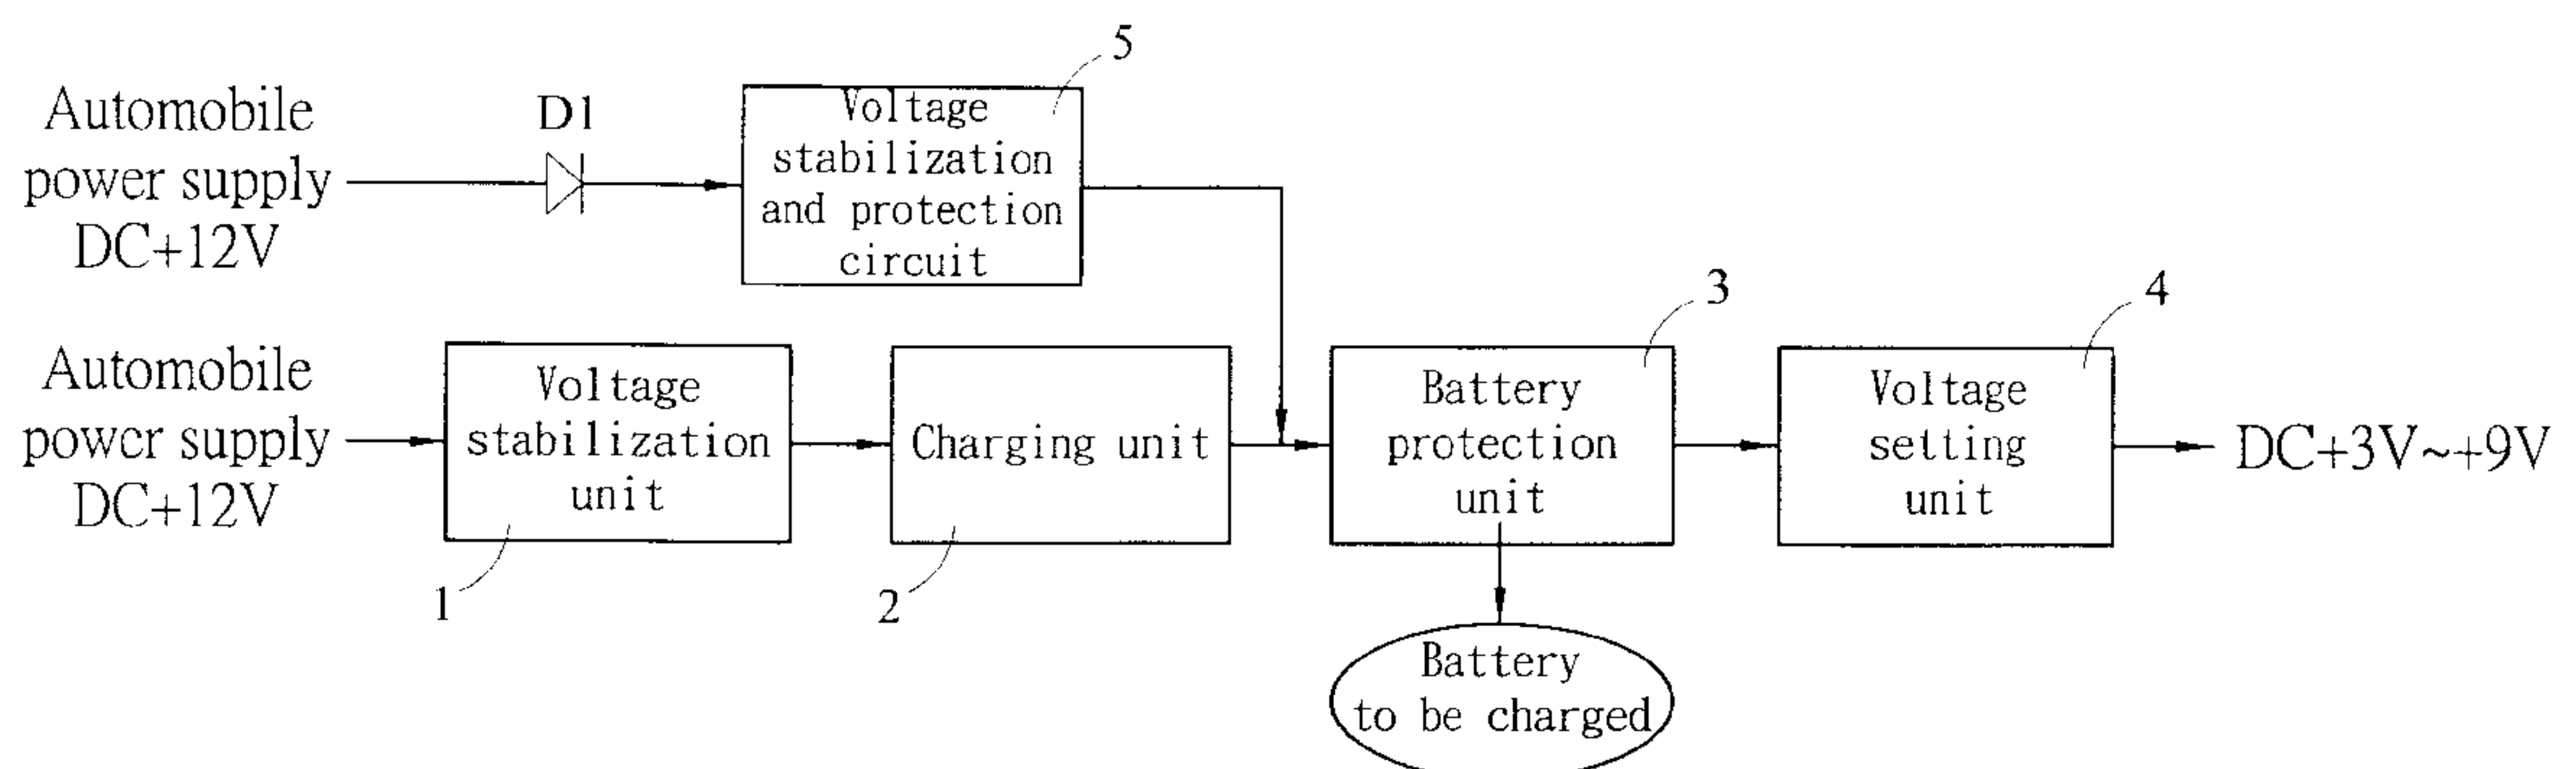 5
Automobile
power supply
DC+12V
D1
Voltage
stabilization
and protection
circuit
3
4
Automobile
power supply
DC+12V
Voltage
stabilization
unit
Charging unit
Battery
protection
unit
Voltage
setting
unit
DC+3V~+9V
1
2
Battery
to be charged